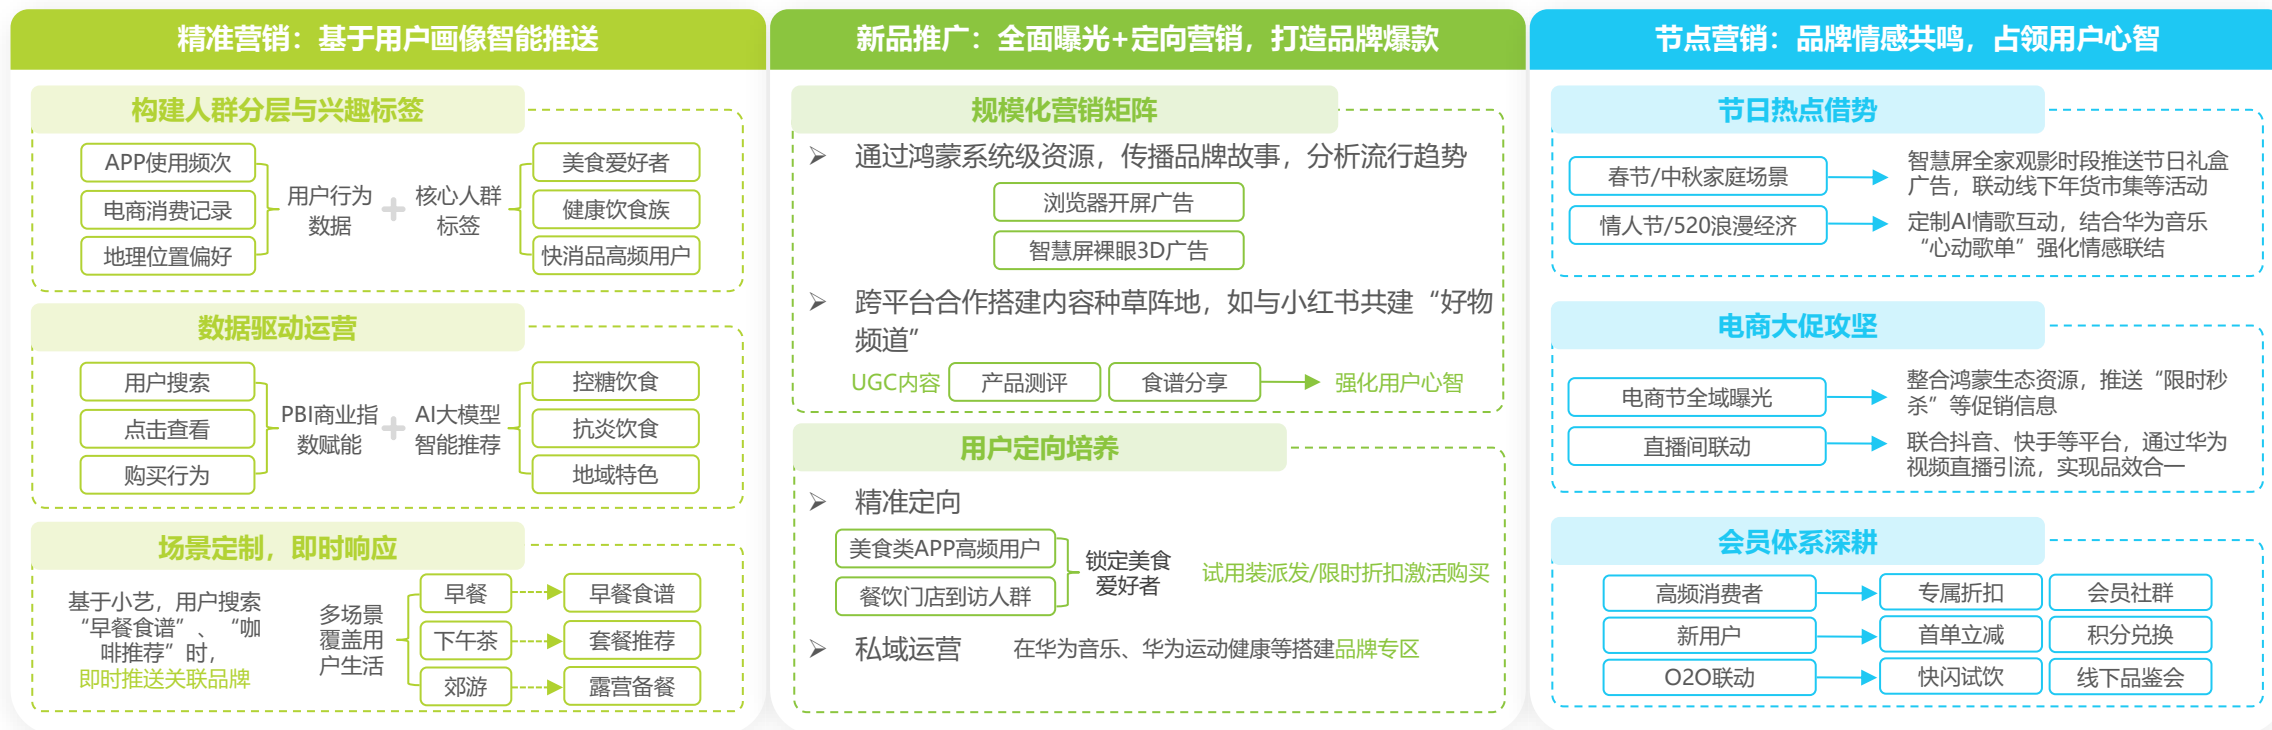 精准营销：基于用户画像智能推送
构建人群分层与兴趣标签
APP使用频次
电商消费记录
地理位置偏好
用户行为
数据
核心人群
标签
美食爱好者
健康饮食族
快消品高频用户
数据驱动运营
用户搜索
点击查看
购买行为
PBI商业指
数赋能
AI大模型
智能推荐
控糖饮食
抗炎饮食
地域特色
场景定制，即时响应
基于小艺，用户搜索
“早餐食谱”、“咖
啡推荐”时，
即时推送关联品牌
多场景
覆盖用
户生活
早餐
早餐食谱
下午茶
套餐推荐
郊游
露营备餐
新品推广：全面曝光+定向营销，打造品牌爆款
规模化营销矩阵
通过鸿蒙系统级资源，传播品牌故事，分析流行趋势
浏览器开屏广告
智慧屏裸眼3D广告
跨平台合作搭建内容种草阵地，如与小红书共建“好物
频道”
UGC内容 产品测评 食谱分享 强化用户心智
用户定向培养
精准定向
美食类APP高频用户
餐饮门店到访人群
锁定美食
爱好者
试用装派发/限时折扣激活购买
私域运营 在华为音乐、华为运动健康等搭建品牌专区
节点营销：品牌情感共鸣，占领用户心智
节日热点借势
春节/中秋家庭场景
智慧屏全家观影时段推送节日礼盒
广告，联动线下年货市集等活动
情人节/520浪漫经济
定制AI情歌互动，结合华为音乐
“心动歌单”强化情感联结
电商大促攻坚
电商节全域曝光
整合鸿蒙生态资源，推送“限时秒
杀”等促销信息
直播间联动
联合抖音、快手等平台，通过华为
视频直播引流，实现品效合一
会员体系深耕
高频消费者 专属折扣 会员社群
新用户 首单立减 积分兑换
O2O联动 快闪试饮 线下品鉴会